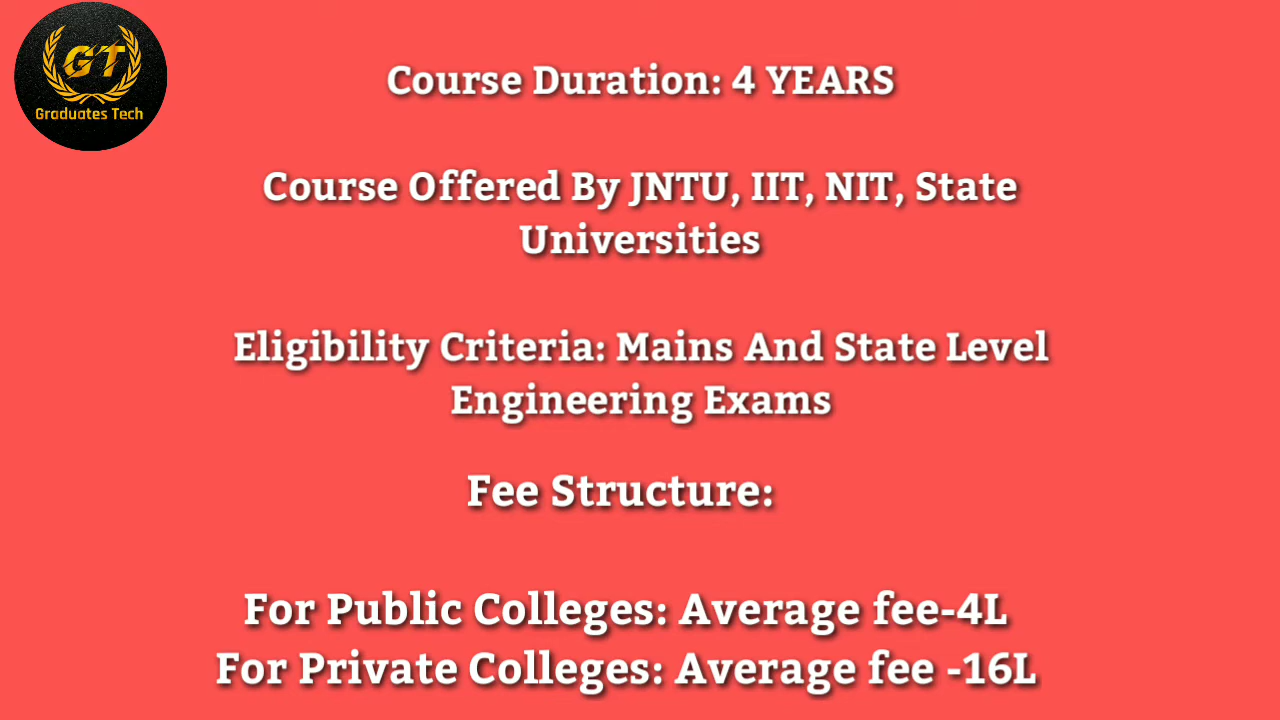 GT
Graduates Tech
Course Duration: 4 YEARS
Course Offered By JNTU, IIT, NIT, State
Universities
Eligibility Criteria: Mains And State Level
Engineering Exams
Fee Structure:
For Public Colleges: Average fee-4L
For Private Colleges: Average fee -16L